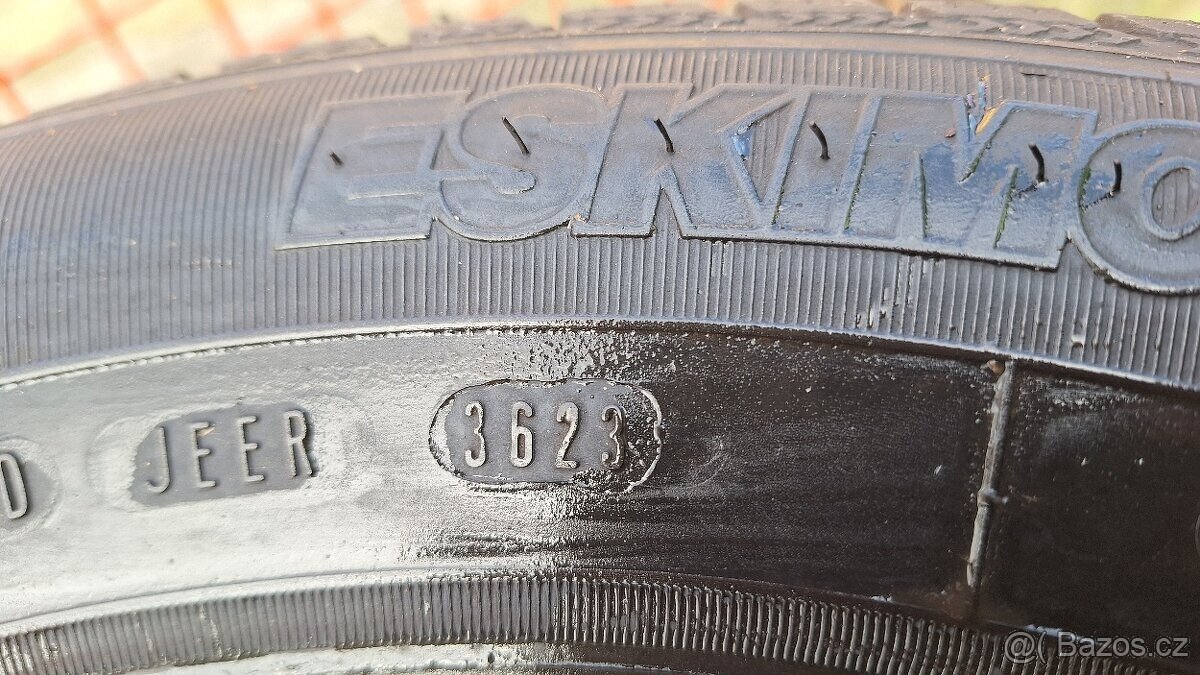 ESKIMO
D JEER 3623
@( Bazos.cz